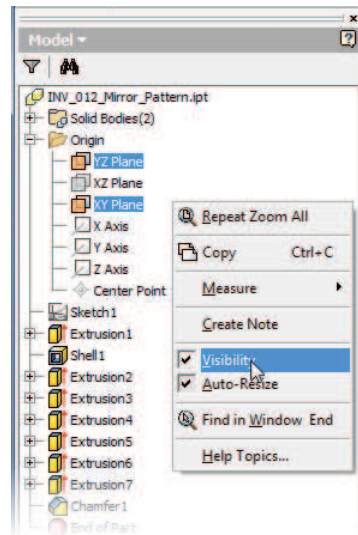 Model
INV_012_Mirror_Pattern.ipt
Solid Bodies(2)
Origin
YZ Plane
XZ Plane
XY Plane
X Axis
Y Axis
Z Axis
Center Point
Sketch1
Extrusion1
Shell1
Extrusion2
Extrusion3
Extrusion4
Extrusion5
Extrusion6
Extrusion7
Chamfer1
End of Part
Repeat Zoom All
Copy Ctrl+C
Measure
Create Note
Visibility
Auto-Resize
Find in Window End
Help Topics...